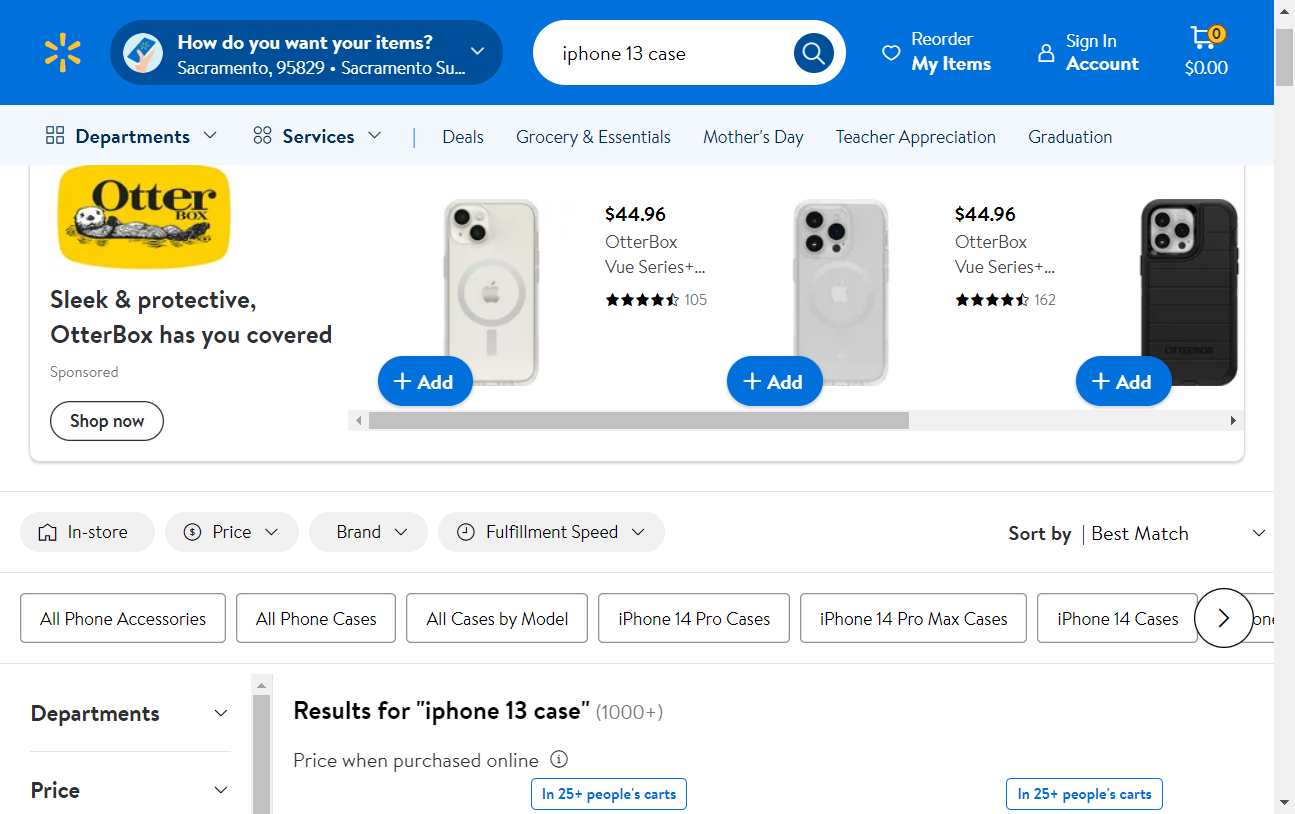 How do you want your items?
Sacramento, 95829 • Sacramento Su...
iphone 13 case
Reorder
My Items
Sign In
Account
0
$0.00
Departments
Services
Deals
Grocery & Essentials
Mother's Day
Teacher Appreciation
Graduation
Otter
BOX
Sleek & protective,
OtterBox has you covered
Sponsored
Shop now
+ Add
$44.96
OtterBox
Vue Series+...
105
+ Add
$44.96
OtterBox
Vue Series+...
162
OTTERBOX
+ Add
In-store
$ Price
Brand
Fulfillment Speed
Sort by | Best Match
All Phone Accessories
All Phone Cases
All Cases by Model
iPhone 14 Pro Cases
iPhone 14 Pro Max Cases
iPhone 14 Cases
Departments
Price
Results for "iphone 13 case" (1000+)
Price when purchased online
In 25+ people's carts
In 25+ people's carts